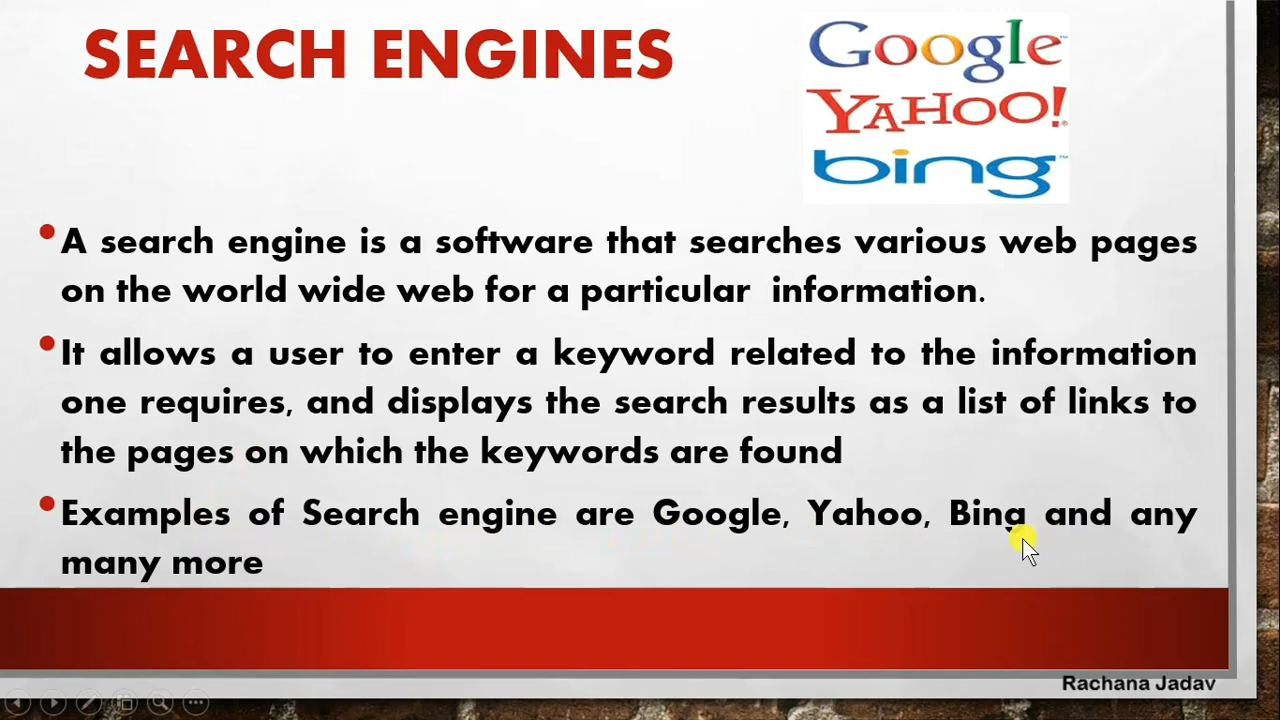 SEARCH ENGINES
Google
YAHOO!
bing
• A search engine is a software that searches various web pages
on the world wide web for a particular information.
• It allows a user to enter a keyword related to the information
one requires, and displays the search results as a list of links to
the pages on which the keywords are found
• Examples of Search engine are Google, Yahoo, Bing and any
many more
Rachana Jadav